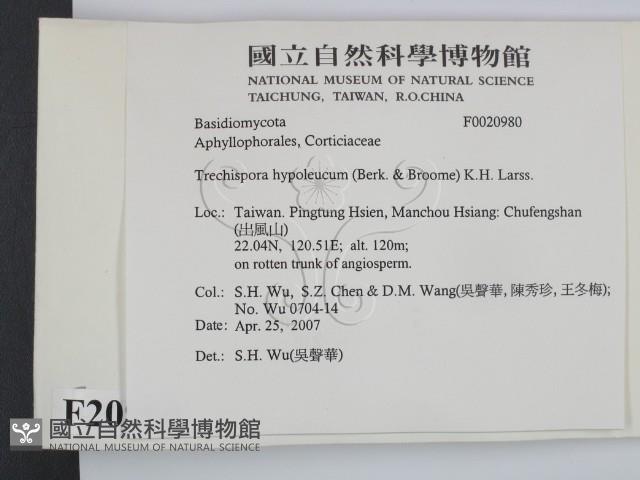 國立自然科學博物館
NATIONAL MUSEUM OF NATURAL SCIENCE
TAICHUNG, TAIWAN, R.O.CHINA
Basidiomycota F0020980
Aphyllophorales, Corticiaceae
Trechispora hypoleucum (Berk. & Broome) K.H. Larss.
Loc.: Taiwan. Pingtung Hsien, Manchou Hsiang: Chufengshan
(出風山)
22.04N, 120.51E; alt. 120m;
on rotten trunk of angiosperm.
Col.: S.H. Wu, S.Z. Chen & D.M. Wang(吳聲華, 陳秀珍, 王冬梅);
No. Wu 0704-14
Date: Apr. 25, 2007
Det.: S.H. Wu(吳聲華)
F20
國立自然科學博物館
NATIONAL MUSEUM OF NATURAL SCIENCE